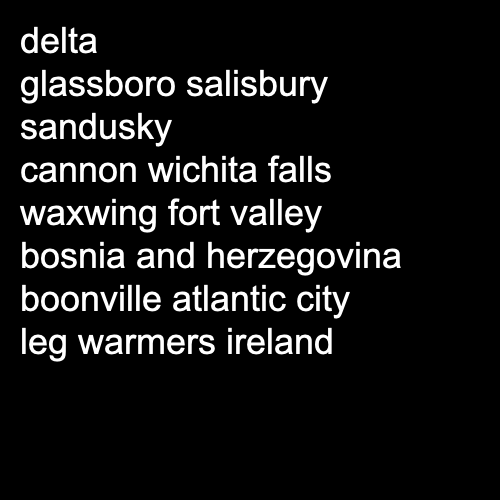 delta
glassboro salisbury
sandusky
cannon wichita falls
waxwing fort valley
bosnia and herzegovina
boonville atlantic city
leg warmers ireland